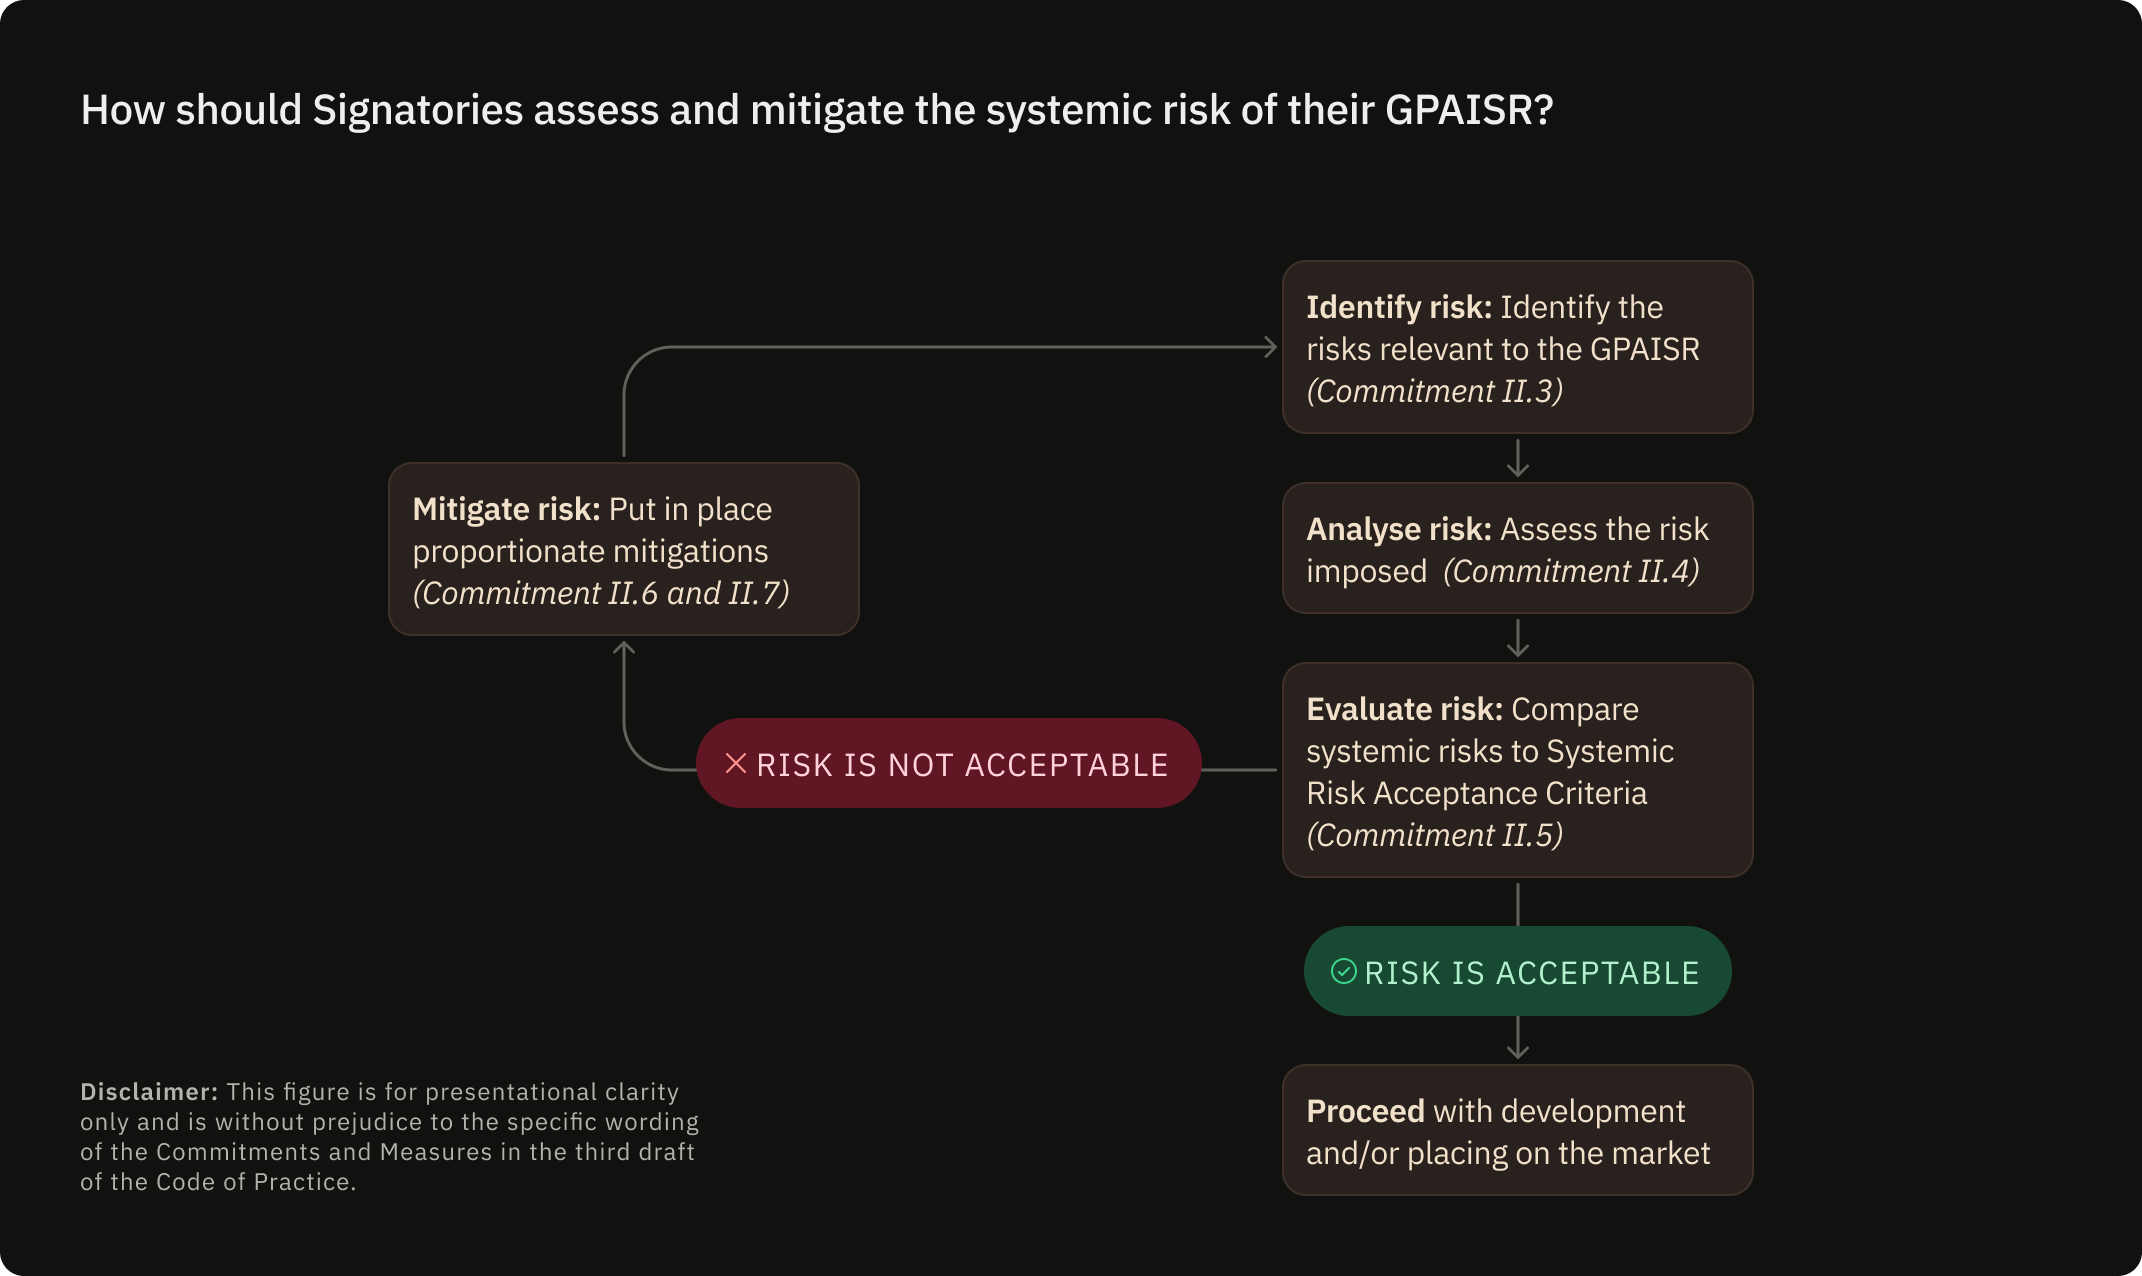 How should Signatories assess and mitigate the systemic risk of their GPAISR?
Identify risk: Identify the
risks relevant to the GPAISR
(Commitment II.3)
Analyse risk: Assess the risk
imposed (Commitment II.4)
Evaluate risk: Compare
systemic risks to Systemic
Risk Acceptance Criteria
(Commitment II.5)
RISK IS NOT ACCEPTABLE
Mitigate risk: Put in place
proportionate mitigations
(Commitment II.6 and II.7)
RISK IS ACCEPTABLE
Proceed with development
and/or placing on the market
Disclaimer: This figure is for presentational clarity
only and is without prejudice to the specific wording
of the Commitments and Measures in the third draft
of the Code of Practice.